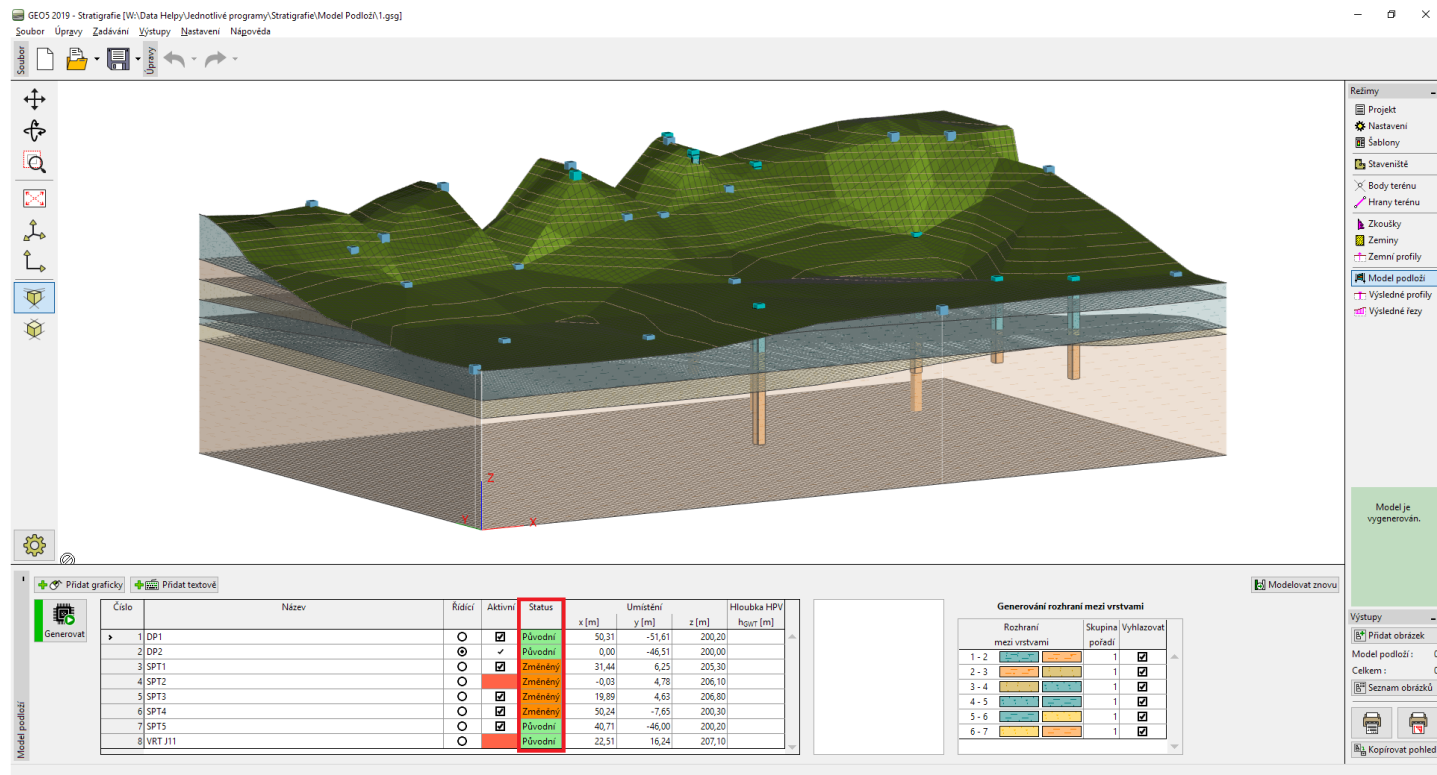 GEO5 2019 - Stratigrafie [W:\Data Helpy\Jednotlivé programy\Stratigrafie\Model Podloží\1.gsg]
Soubor Úpravy Zadávání Výstupy Nastavení Nápověda
Soubor
Úpravy
Režimy
Projekt
Nastavení
Šablony
Staveniště
Body terénu
Hrany terénu
Zkoušky
Zeminy
Zemní profily
Model podloží
Výsledné profily
Výsledné řezy
Z
Y
X
Model je
vygenerován.
Přidat graficky Přidat textově Modelovat znovu
Generovat
Model podloží
Číslo Název Řídící Aktivní Status Umístění Hloubka HPV
x [m] y [m] z [m] hGWT [m]
1 DP1 Původní 50,31 -51,61 200,20
2 DP2 Původní 0,00 -46,51 200,00
3 SPT1 Změněný 31,44 6,25 205,30
4 SPT2 Změněný -0,03 4,78 206,10
5 SPT3 Změněný 19,89 4,63 206,80
6 SPT4 Změněný 50,24 -7,65 200,30
7 SPT5 Původní 40,71 -46,00 200,20
8 VRT J11 Původní 22,51 16,24 207,10
Generování rozhraní mezi vrstvami
Rozhraní Skupina Vyhlazovat
mezi vrstvami pořadí
1 - 2 1
2 - 3 1
3 - 4 1
4 - 5 1
5 - 6 1
6 - 7 1
Výstupy
Přidat obrázek
Model podloží : 0
Celkem : 0
Seznam obrázků
Kopírovat pohled